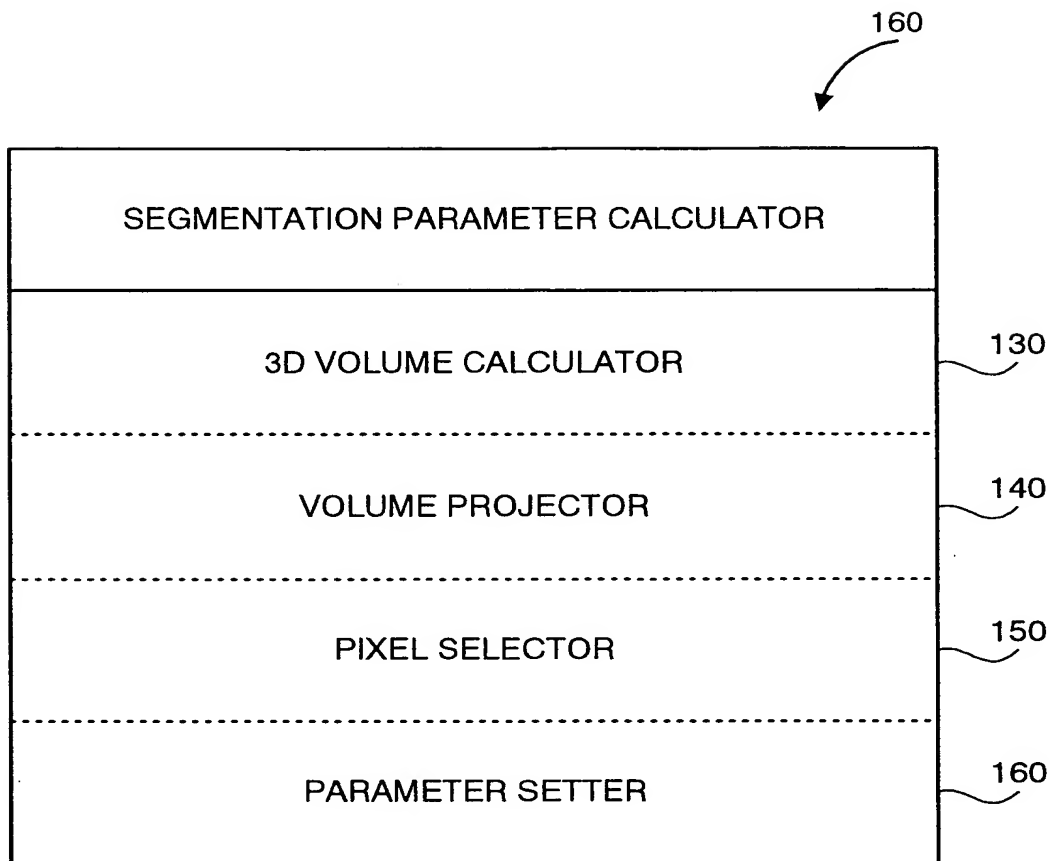 160
SEGMENTATION PARAMETER CALCULATOR
3D VOLUME CALCULATOR
130
VOLUME PROJECTOR
140
PIXEL SELECTOR
150
PARAMETER SETTER
160